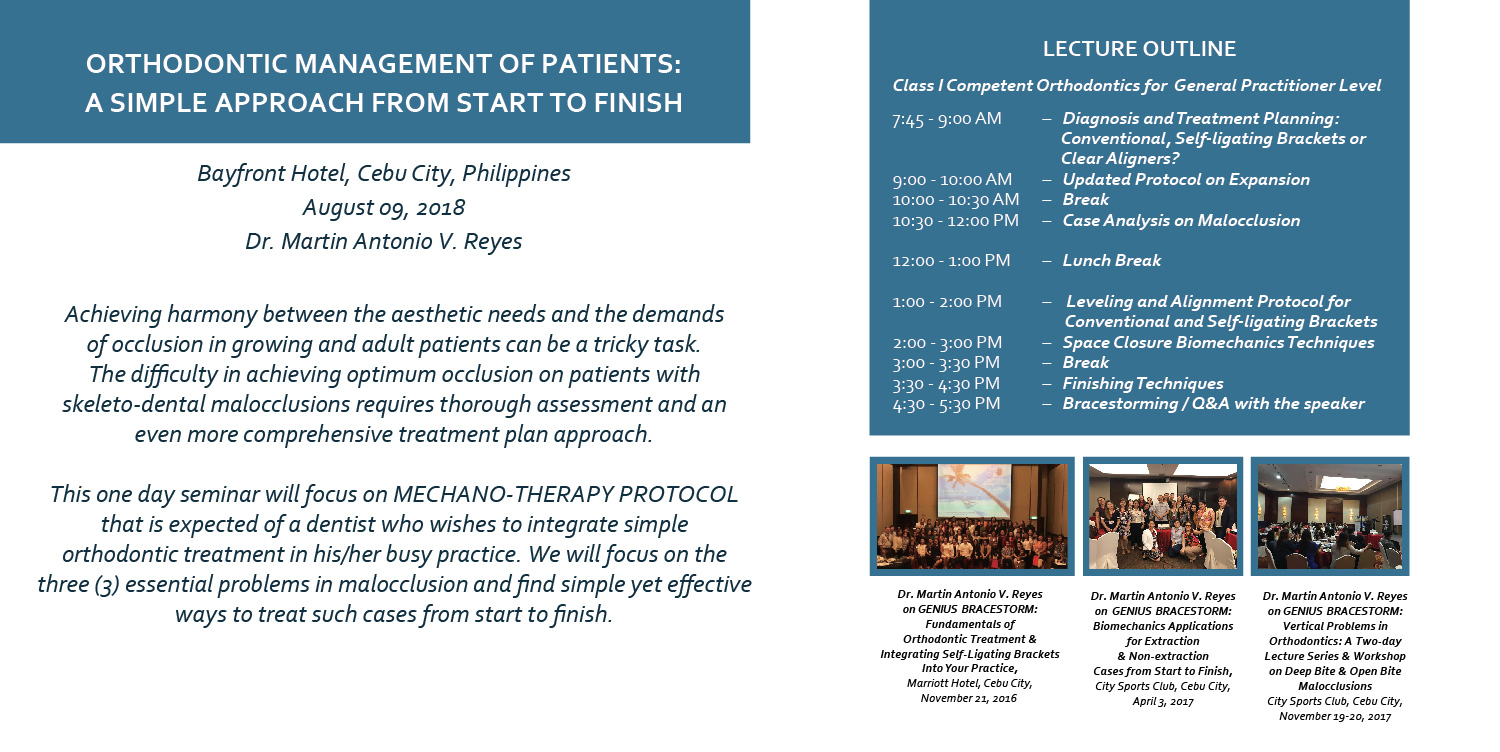 ORTHODONTIC MANAGEMENT OF PATIENTS:
A SIMPLE APPROACH FROM START TO FINISH
Bayfront Hotel, Cebu City, Philippines
August 09, 2018
Dr. Martin Antonio V. Reyes
Achieving harmony between the aesthetic needs and the demands
of occlusion in growing and adult patients can be a tricky task.
The difficulty in achieving optimum occlusion on patients with
skeleto-dental malocclusions requires thorough assessment and an
even more comprehensive treatment plan approach.
This one day seminar will focus on MECHANO-THERAPY PROTOCOL
that is expected of a dentist who wishes to integrate simple
orthodontic treatment in his/her busy practice. We will focus on the
three (3) essential problems in malocclusion and find simple yet effective
ways to treat such cases from start to finish.
LECTURE OUTLINE
Class I Competent Orthodontics for General Practitioner Level
7:45 - 9:00 AM – Diagnosis and Treatment Planning:
Conventional, Self-ligating Brackets or
Clear Aligners?
9:00 - 10:00 AM – Updated Protocol on Expansion
10:00 - 10:30 AM – Break
10:30 - 12:00 PM – Case Analysis on Malocclusion
12:00 - 1:00 PM – Lunch Break
1:00 - 2:00 PM – Leveling and Alignment Protocol for
Conventional and Self-ligating Brackets
2:00 - 3:00 PM – Space Closure Biomechanics Techniques
3:00 - 3:30 PM – Break
3:30 - 4:30 PM – Finishing Techniques
4:30 - 5:30 PM – Bracestorming / Q&A with the speaker
Dr. Martin Antonio V. Reyes
on GENIUS BRACESTORM:
Fundamentals of
Orthodontic Treatment &
Integrating Self-Ligating Brackets
Into Your Practice,
Marriott Hotel, Cebu City,
November 21, 2016
Dr. Martin Antonio V. Reyes
on GENIUS BRACESTORM:
Biomechanics Applications
for Extraction
& Non-extraction
Cases from Start to Finish,
City Sports Club, Cebu City,
April 3, 2017
Dr. Martin Antonio V. Reyes
on GENIUS BRACESTORM:
Vertical Problems in
Orthodontics: A Two-day
Lecture Series & Workshop
on Deep Bite & Open Bite
Malocclusions
City Sports Club, Cebu City,
November 19-20, 2017